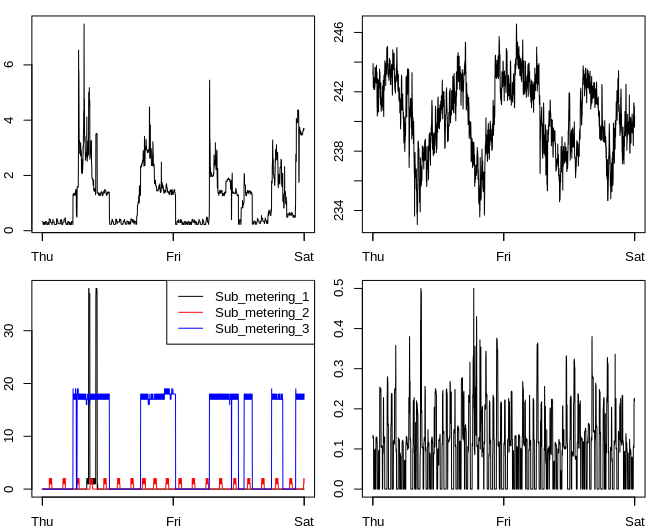 6
4
2
0
Thu Fri Sat
246
242
238
234
Thu Fri Sat
30
20
10
0
Sub_metering_1
Sub_metering_2
Sub_metering_3
Thu Fri Sat
0.5
0.4
0.3
0.2
0.1
0.0
Thu Fri Sat